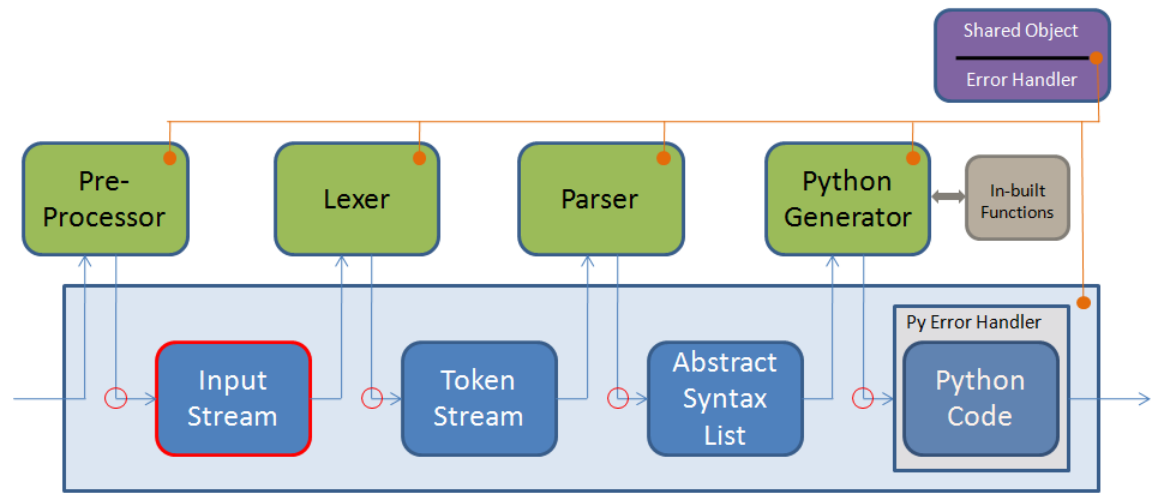 Shared Object
Error Handler
Pre-
Processor
Lexer
Parser
Python
Generator
In-built
Functions
Py Error Handler
Input
Stream
Token
Stream
Abstract
Syntax
List
Python
Code